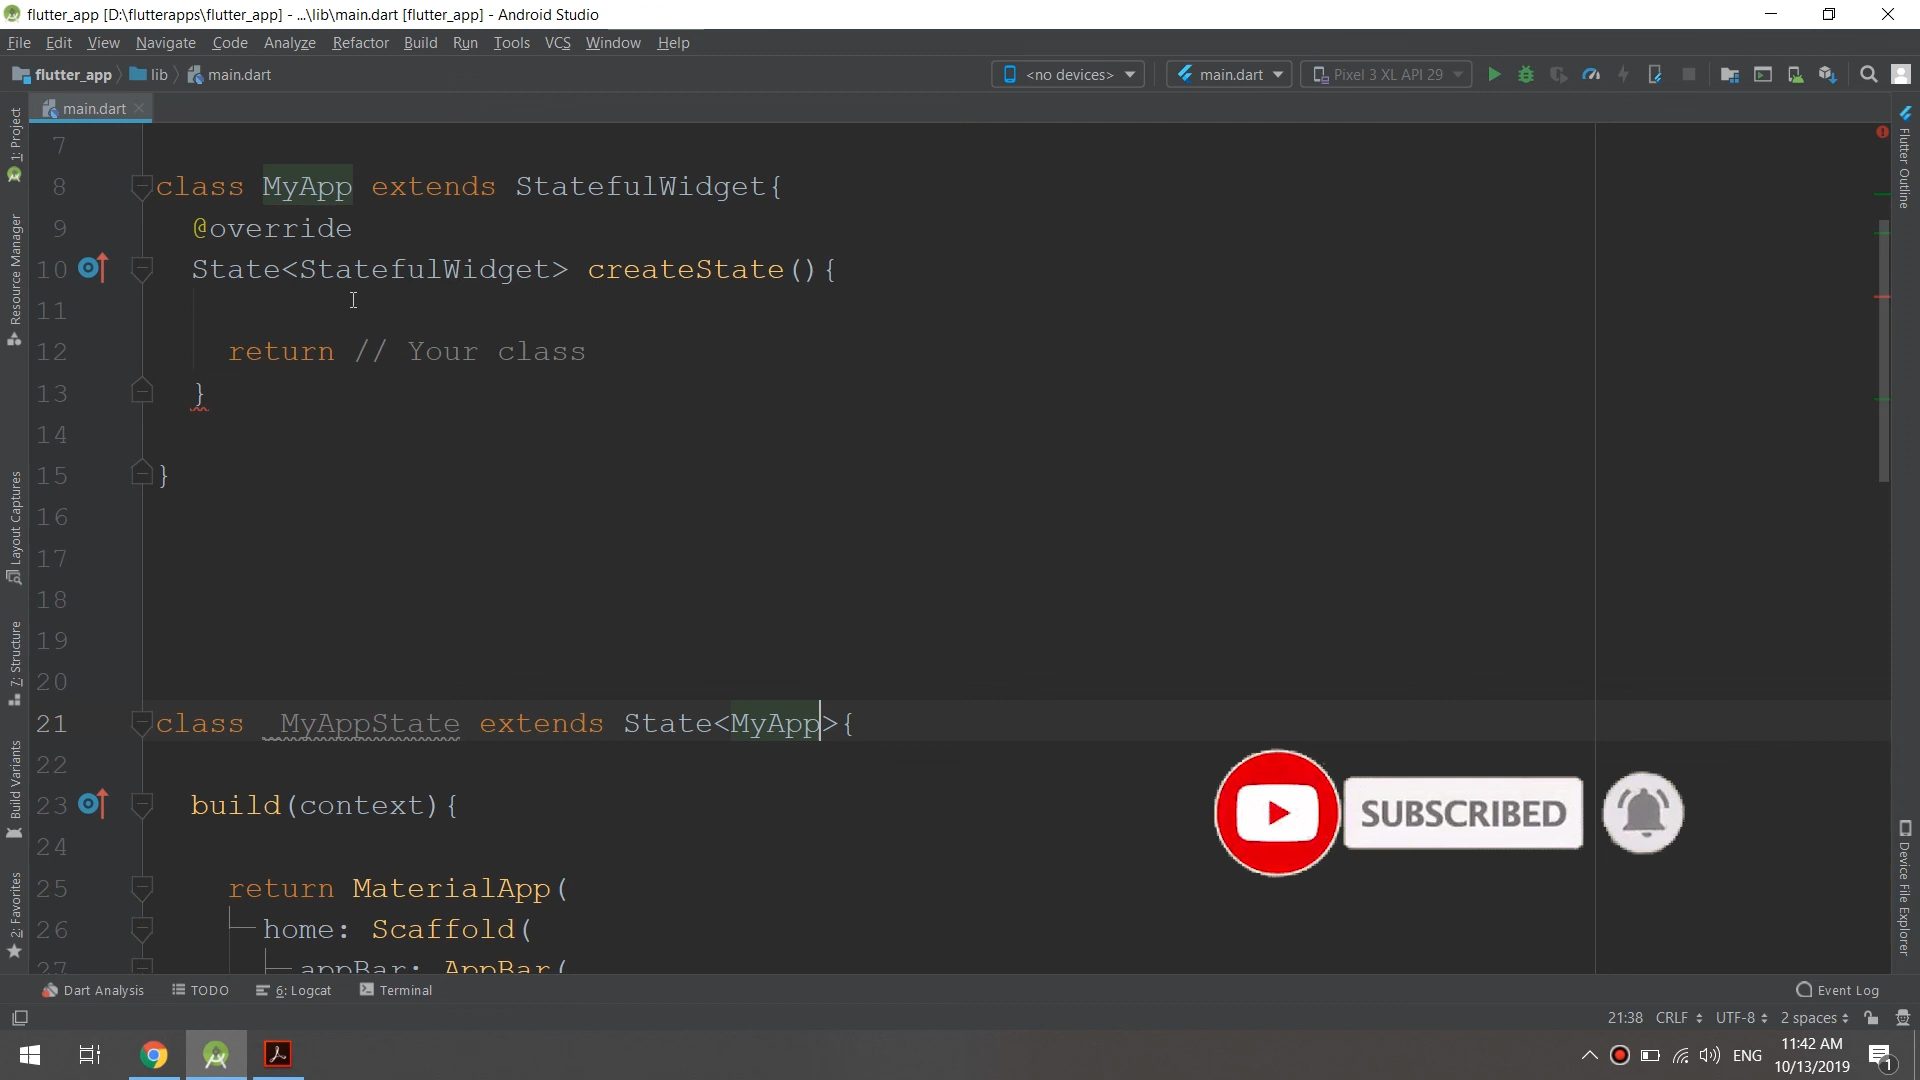 flutter_app [D:\flutterapps\flutter_app] - ...\lib\main.dart [flutter_app] - Android Studio
File Edit View Navigate Code Analyze Refactor Build Run Tools VCS Window Help
flutter_app lib main.dart <no devices> main.dart Pixel 3 XL API 29
main.dart
1: Project
Resource Manager
Layout Captures
7: Structure
Build Variants
2: Favorites
7
8 class MyApp extends StatefulWidget{
9 @override
10 State<StatefulWidget> createState(){
11
12 return // Your class
13 }
14
15 }
16
17
18
19
20
21 class _MyAppState extends State<MyApp>{
22
23 build(context){
24
25 return MaterialApp(
26 home: Scaffold(
27 appBar: AppBar(
SUBSCRIBED
Flutter Outline
Device File Explorer
Dart Analysis TODO 6: Logcat Terminal Event Log
21:38 CRLF UTF-8 2 spaces
ENG 11:42 AM
10/13/2019
1